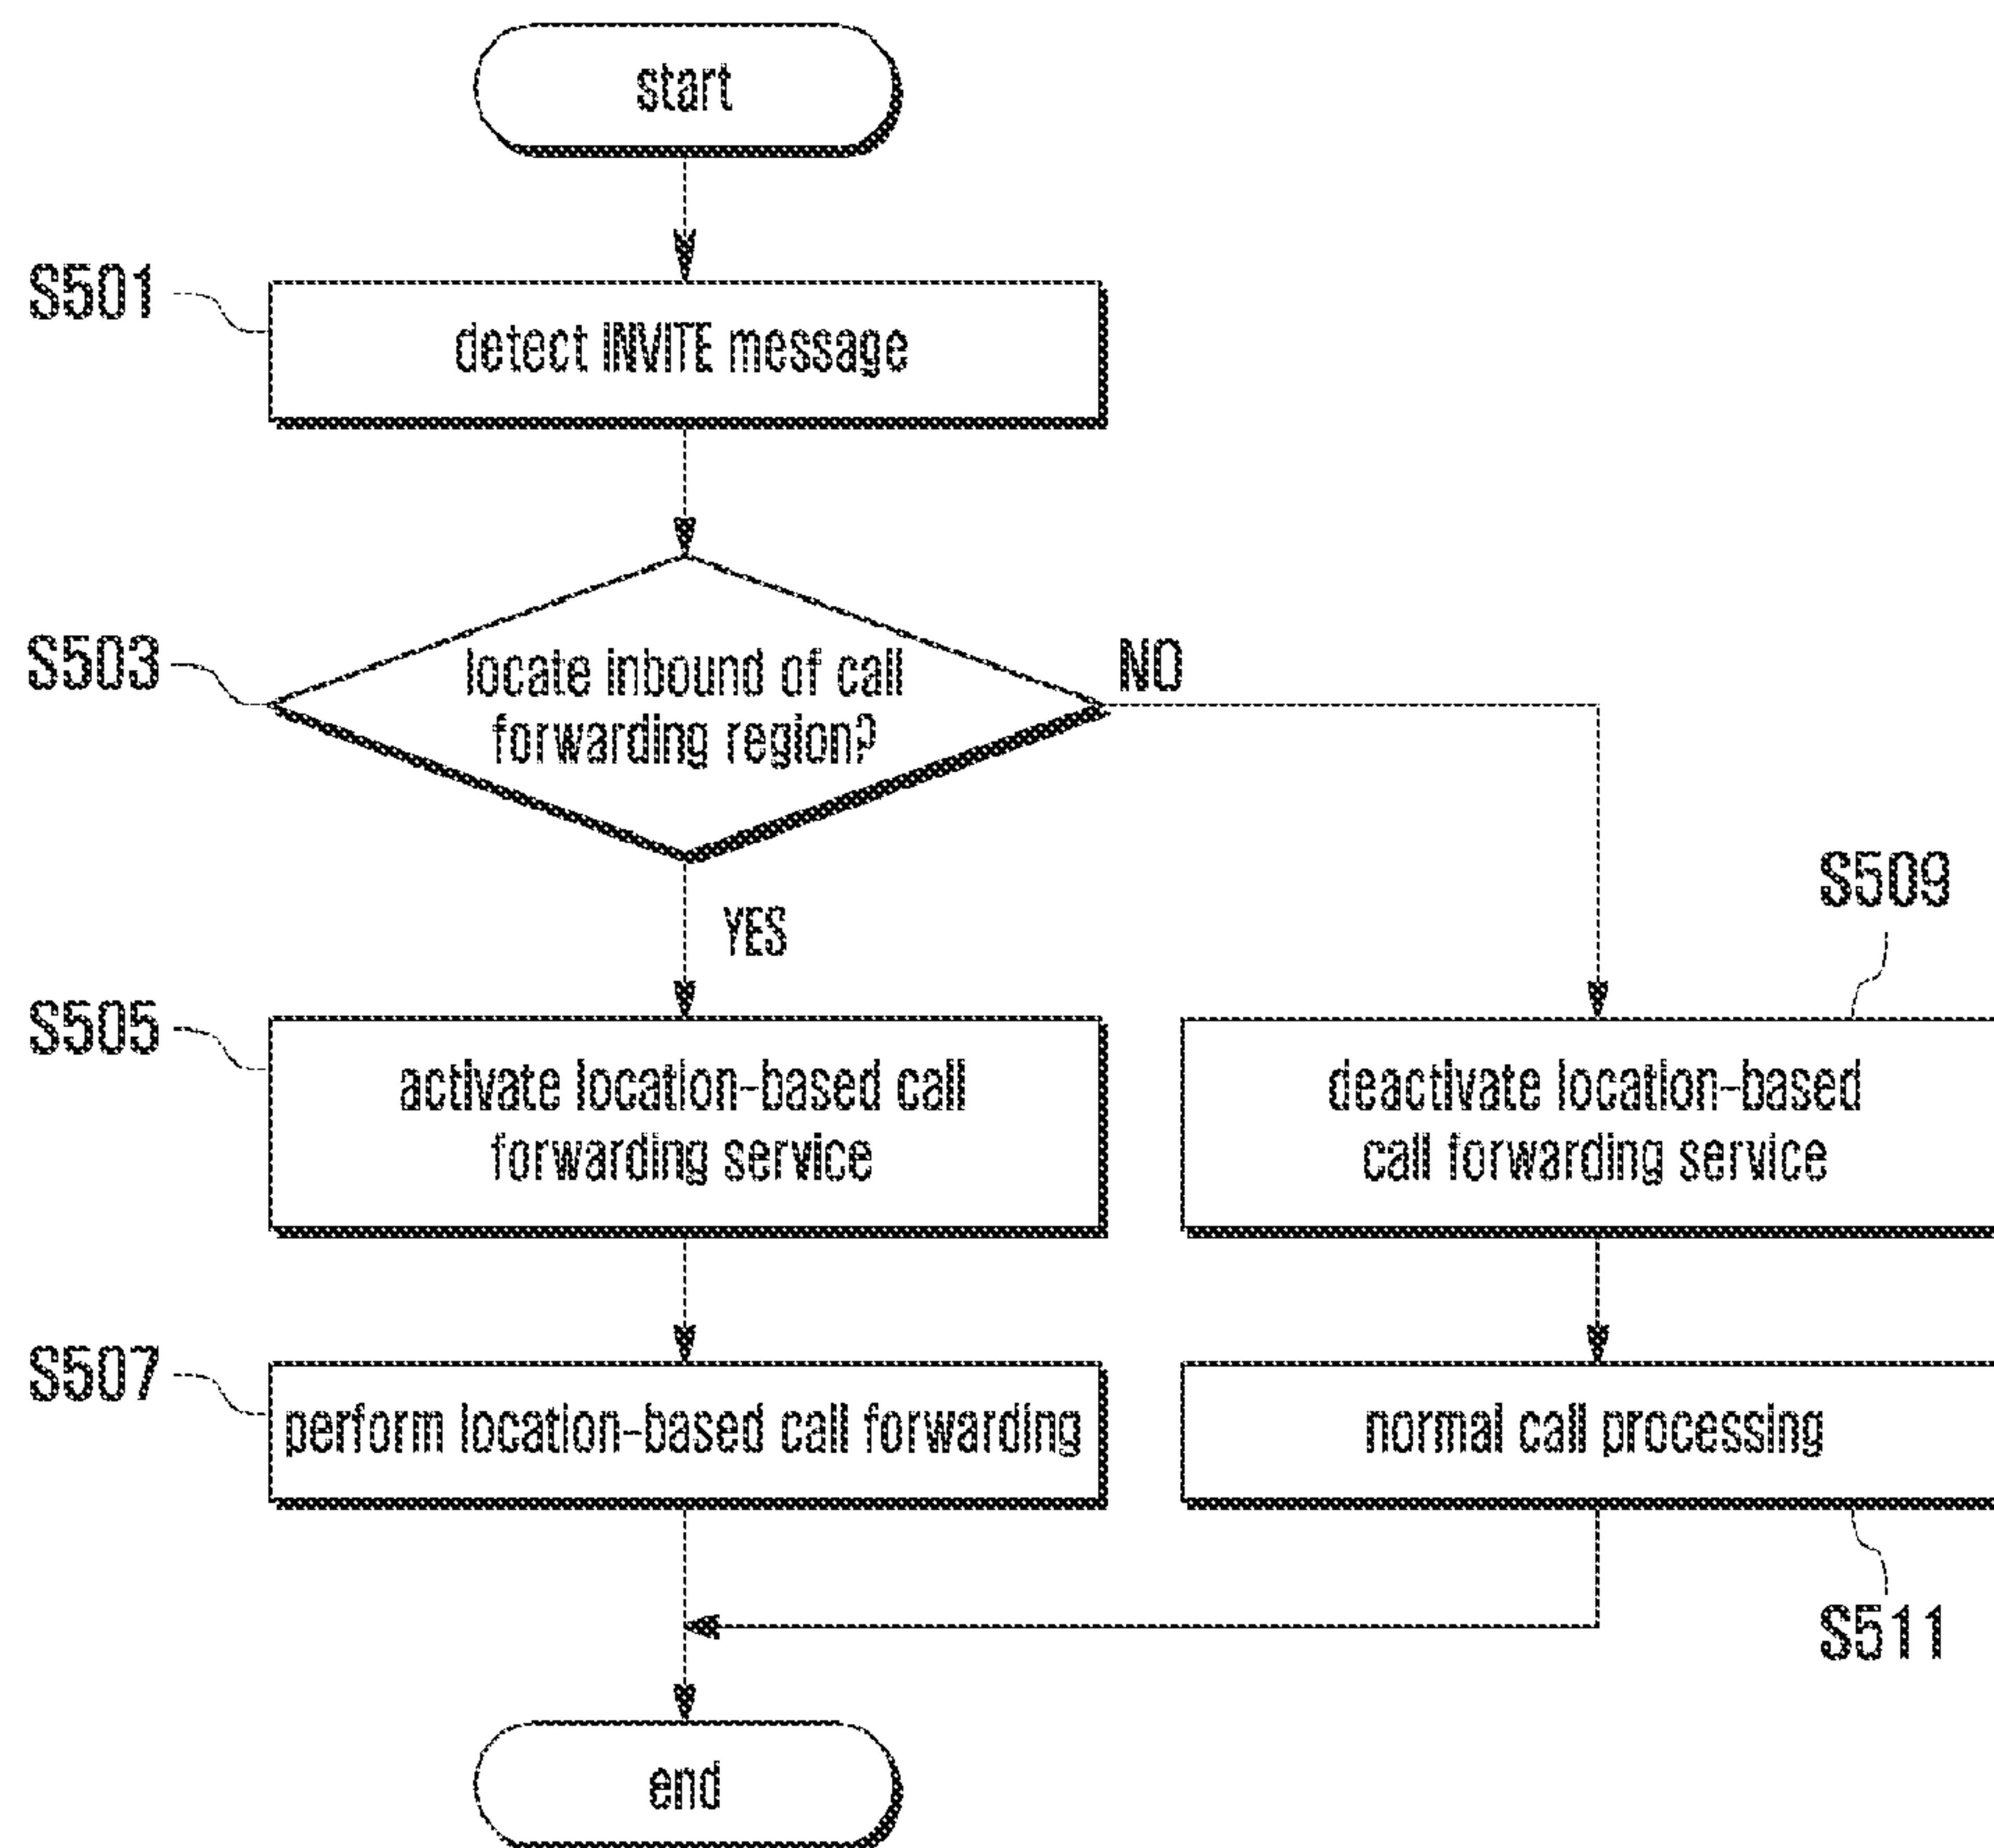 start
S501
detect INVITE message
S503
locate inbound of call
forwarding region?
NO
YES
S505
activate location-based call
forwarding service
S509
deactivate location-based
call forwarding service
S507
perform location-based call forwarding
normal call processing
S511
end